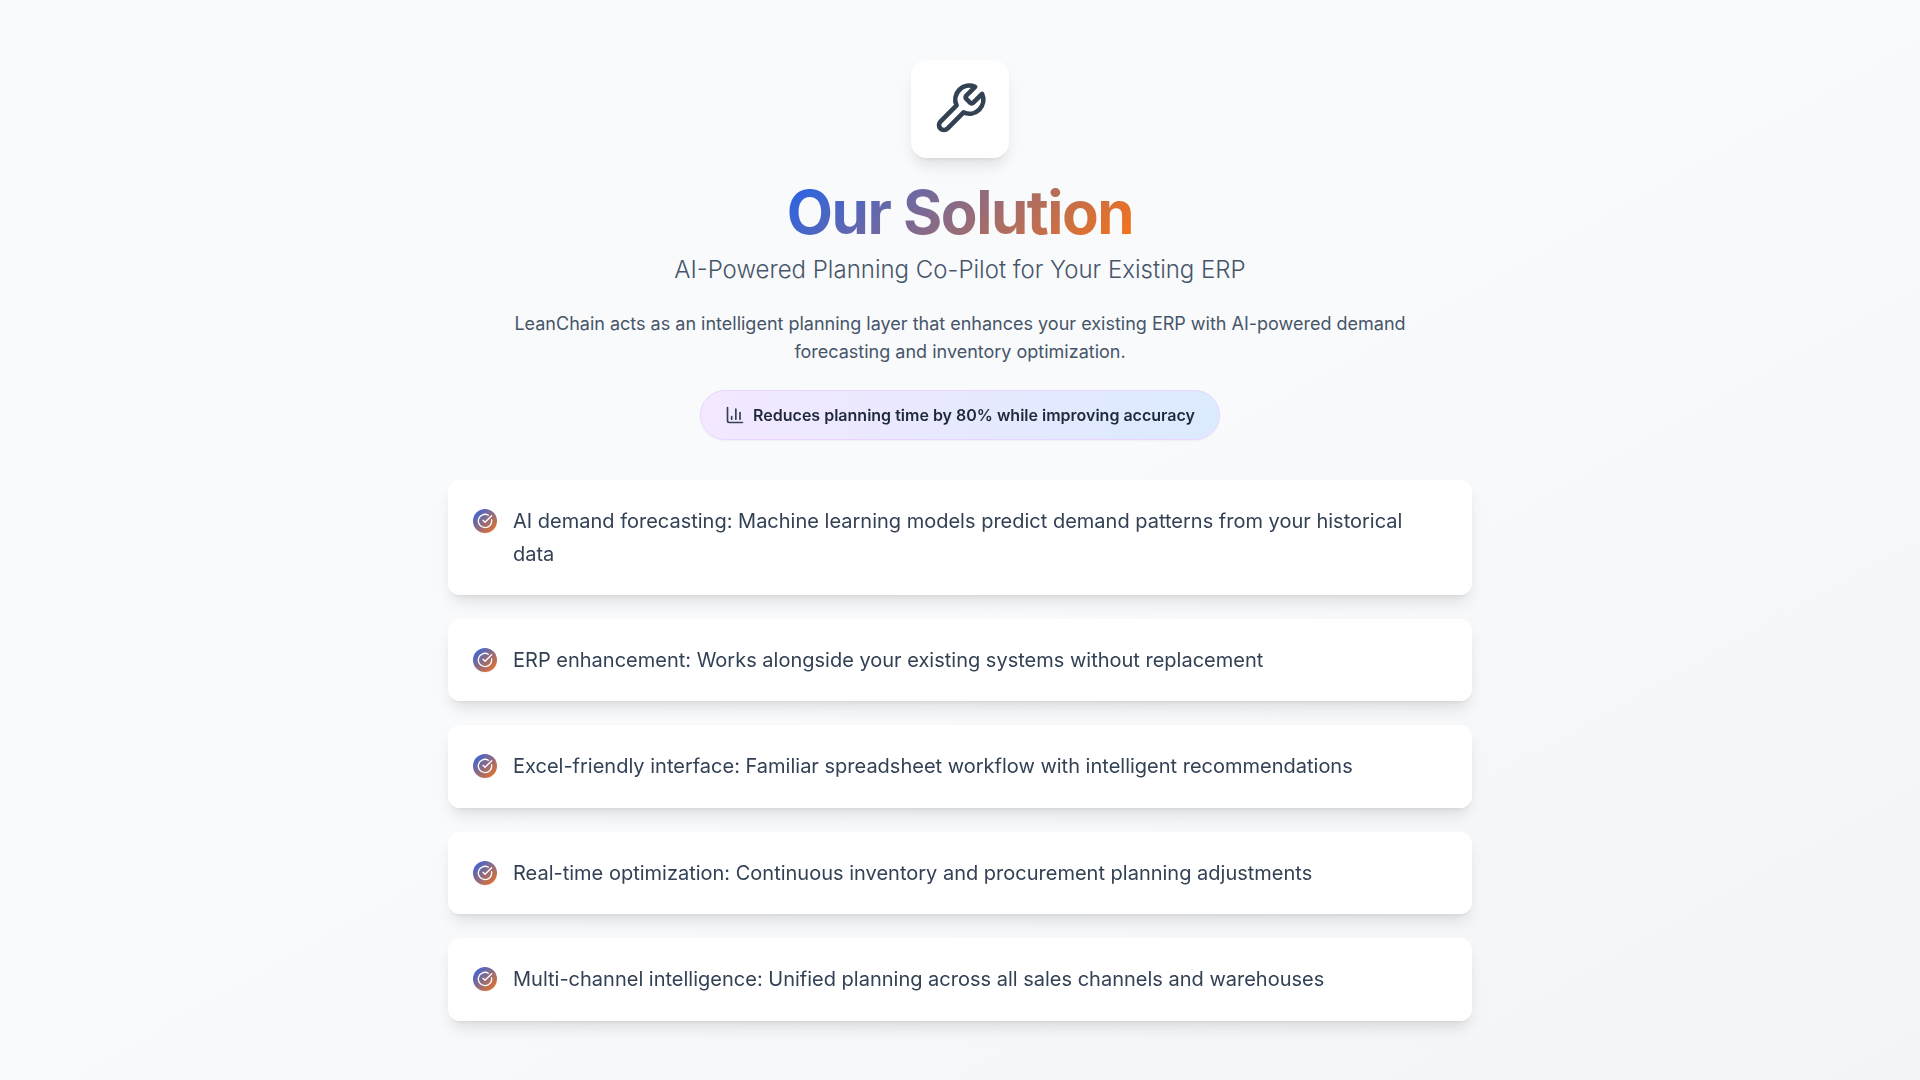 Our Solution
AI-Powered Planning Co-Pilot for Your Existing ERP
LeanChain acts as an intelligent planning layer that enhances your existing ERP with AI-powered demand
forecasting and inventory optimization.
Reduces planning time by 80% while improving accuracy
AI demand forecasting: Machine learning models predict demand patterns from your historical
data
ERP enhancement: Works alongside your existing systems without replacement
Excel-friendly interface: Familiar spreadsheet workflow with intelligent recommendations
Real-time optimization: Continuous inventory and procurement planning adjustments
Multi-channel intelligence: Unified planning across all sales channels and warehouses